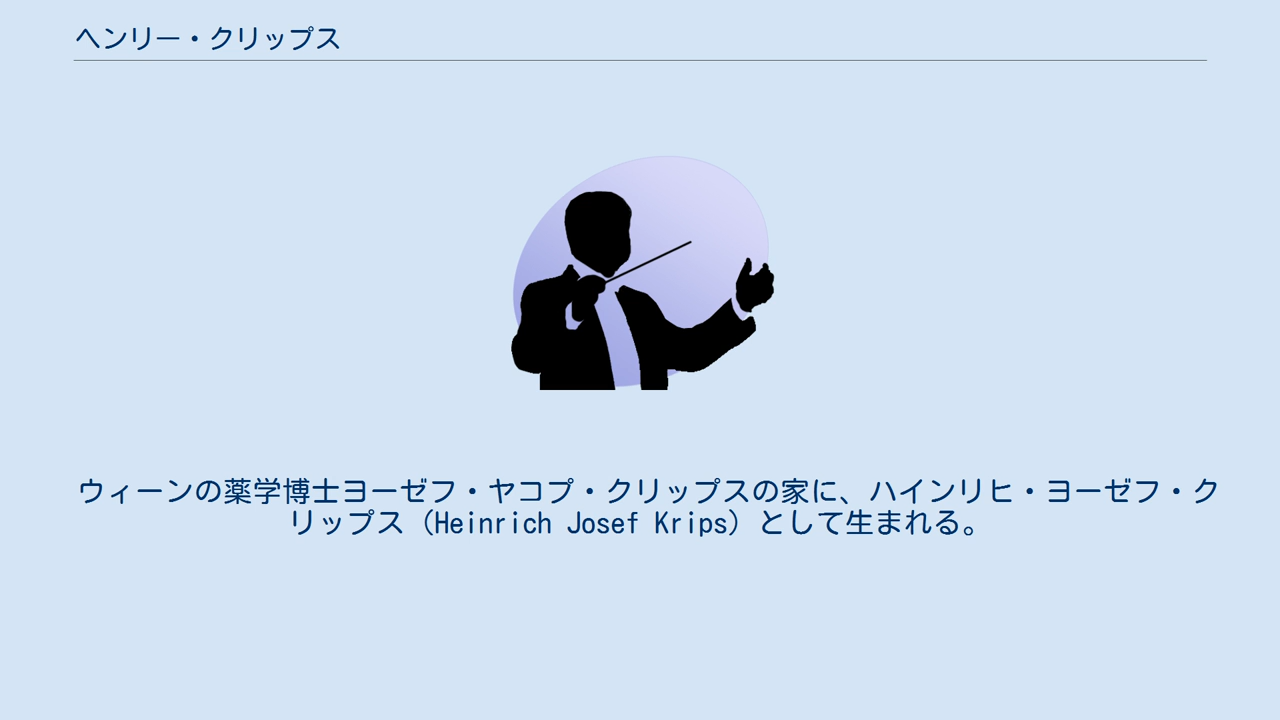 ヘンリー・クリップス
ウィーンの薬学博士ヨーゼフ・ヤコプ・クリップスの家に、ハインリヒ・ヨーゼフ・ク
リップス（Heinrich Josef Krips）として生まれる。